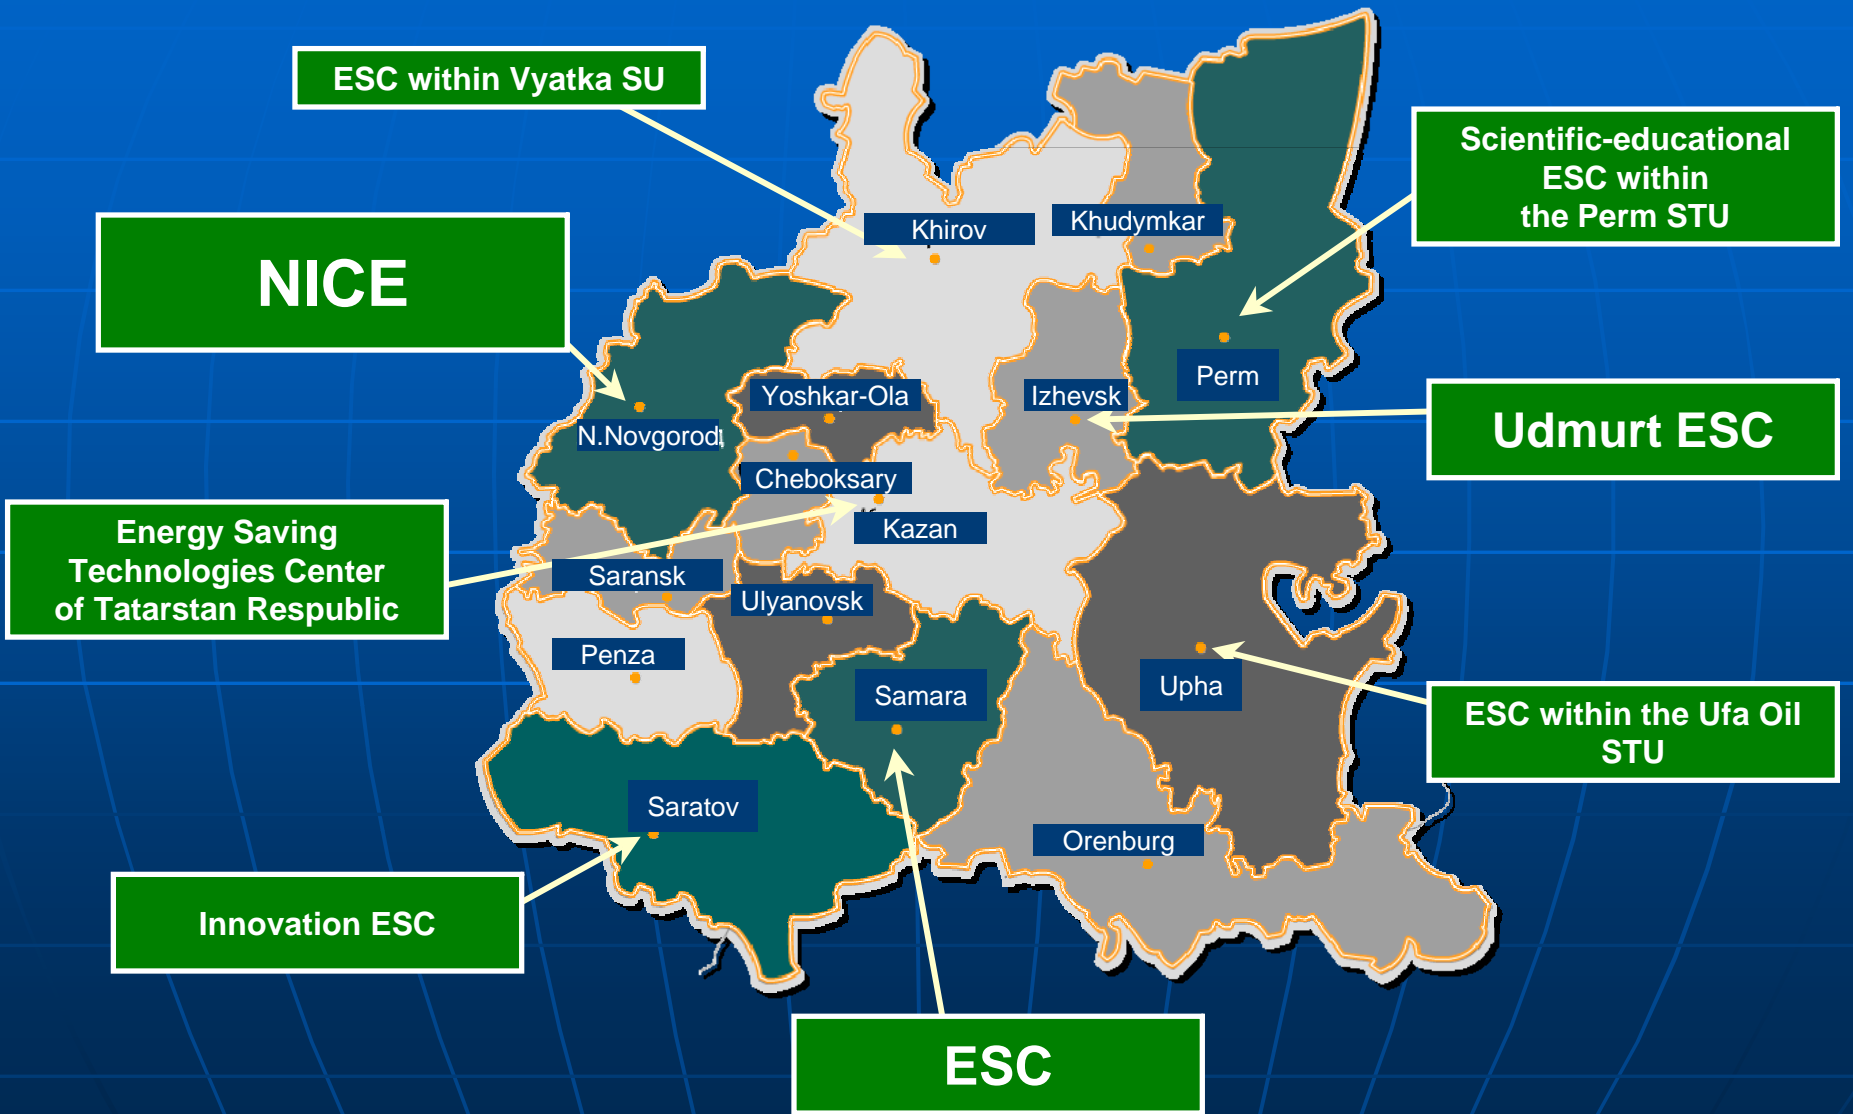 ESC within Vyatka SU
Scientific-educational
ESC within
the Perm STU
NICE
Khirov
Khudymkar
Perm
Yoshkar-Ola
Izhevsk
Udmurt ESC
N.Novgorod
Cheboksary
Kazan
Energy Saving
Technologies Center
of Tatarstan Respublic
Saransk
Ulyanovsk
Penza
Samara
Upha
ESC within the Ufa Oil
STU
Saratov
Orenburg
Innovation ESC
ESC